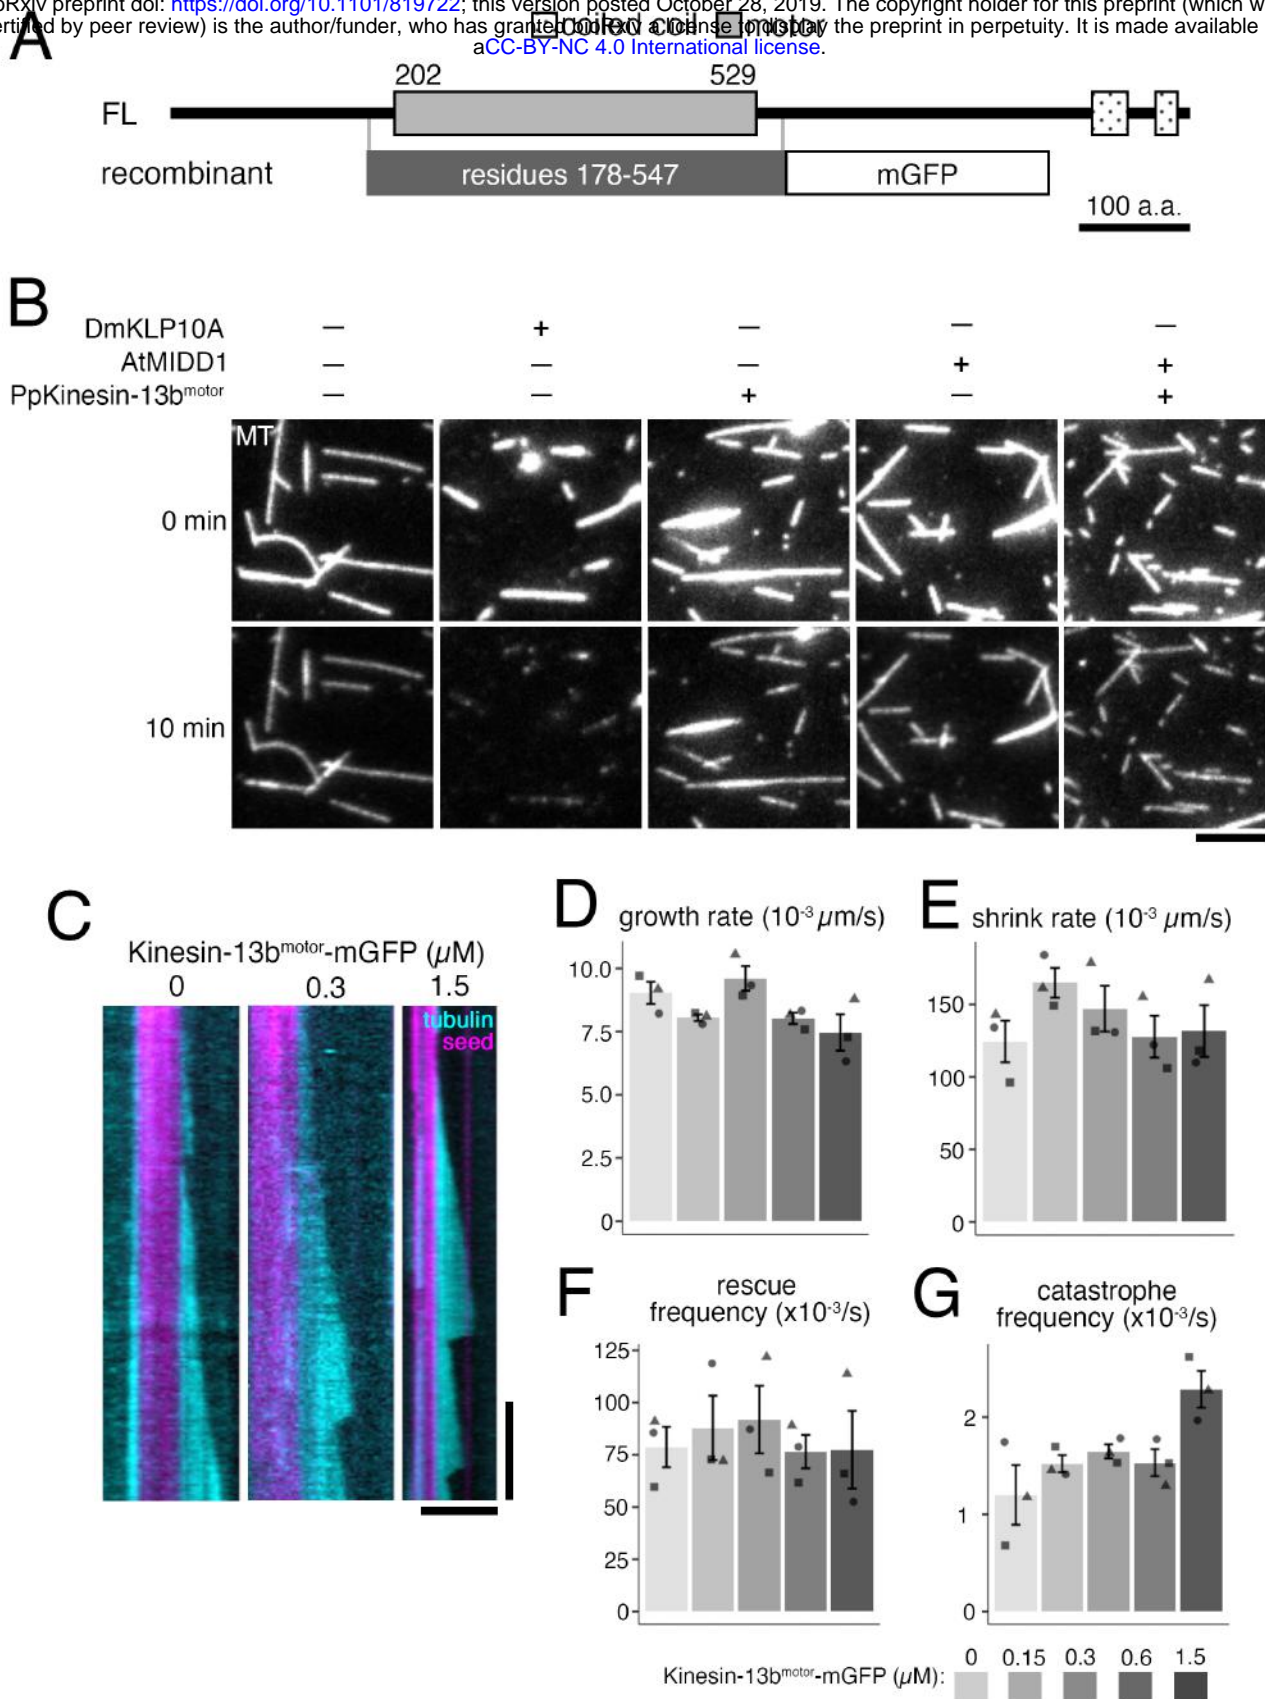 oRxiv preprint doi: https://doi.org/10.1101/819722; this version posted October 28, 2019. The copyright holder for this preprint (which w
ertified by peer review) is the author/funder, who has granted bioRxiv a license to display the preprint in perpetuity. It is made available
aCC-BY-NC 4.0 International license.
A
coiled coil motor
202 529
FL
recombinant residues 178-547 mGFP
100 a.a.
B
DmKLP10A — + — — —
AtMIDD1 — — — + +
PpKinesin-13bmotor — — + — +
MT
0 min
10 min
C
Kinesin-13bmotor-mGFP (µM)
0 0.3 1.5
tubulin
seed
D growth rate (10-3 µm/s)
10.0
7.5
5.0
2.5
0
E shrink rate (10-3 µm/s)
150
100
50
0
F rescue
frequency (x10-3/s)
125
100
75
50
25
0
G catastrophe
frequency (x10-3/s)
2
1
0
0 0.15 0.3 0.6 1.5
Kinesin-13bmotor-mGFP (µM):